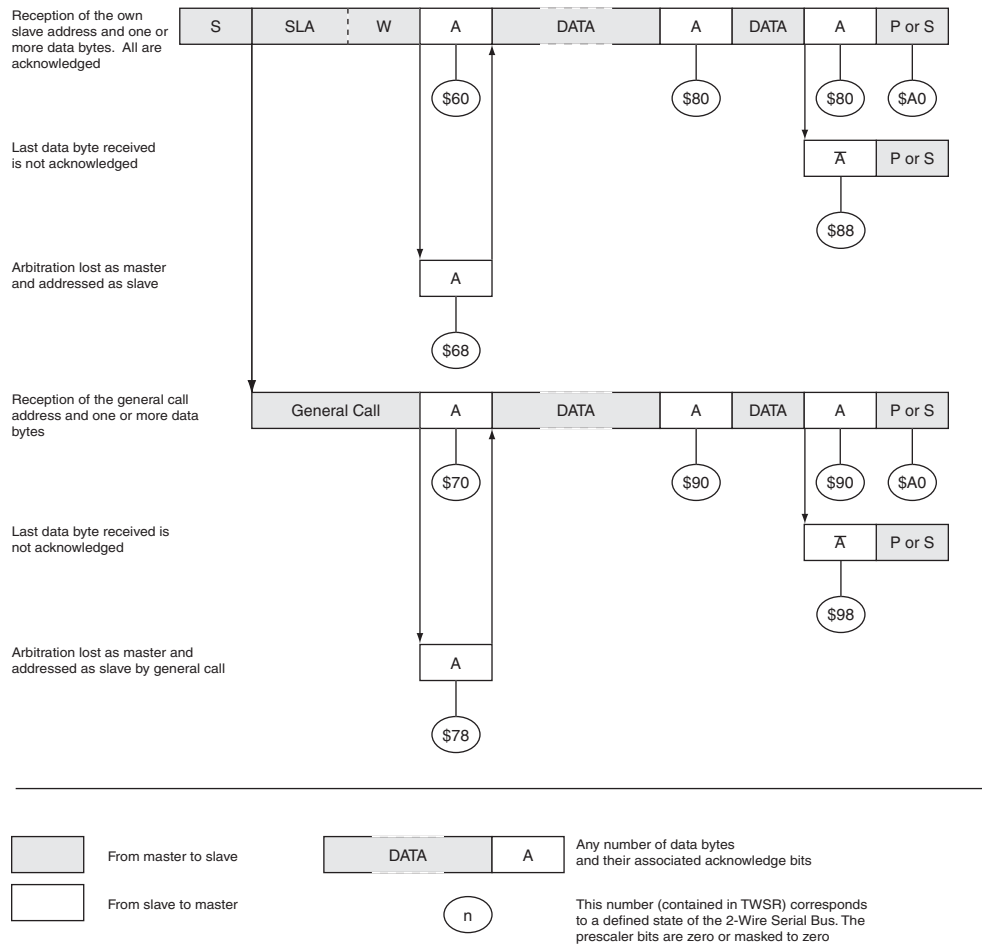 Reception of the own
slave address and one or
more data bytes. All are
acknowledged
S SLA W A DATA A DATA A P or S
$60 $80 $80 $A0
Last data byte received
is not acknowledged
A̅ P or S
$88
Arbitration lost as master
and addressed as slave
A
$68
Reception of the general call
address and one or more data
bytes
General Call A DATA A DATA A P or S
$70 $90 $90 $A0
Last data byte received is
not acknowledged
A̅ P or S
$98
Arbitration lost as master and
addressed as slave by general call
A
$78
From master to slave
DATA A
Any number of data bytes
and their associated acknowledge bits
From slave to master
n
This number (contained in TWSR) corresponds
to a defined state of the 2-Wire Serial Bus. The
prescaler bits are zero or masked to zero